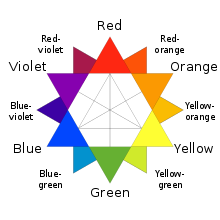 Red
Red-
violet
Red-
orange
Violet
Orange
Blue-
violet
Yellow-
orange
Blue
Yellow
Blue-
green
Yellow-
green
Green